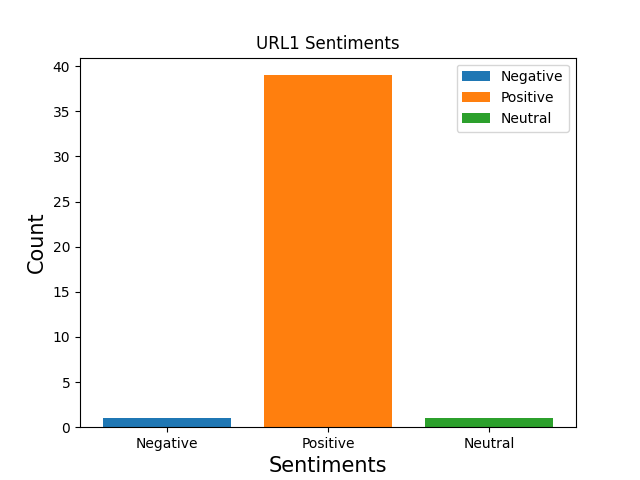 URL1 Sentiments
Negative
Positive
Neutral
Count
40
35
30
25
20
15
10
5
0
Negative Positive Neutral
Sentiments